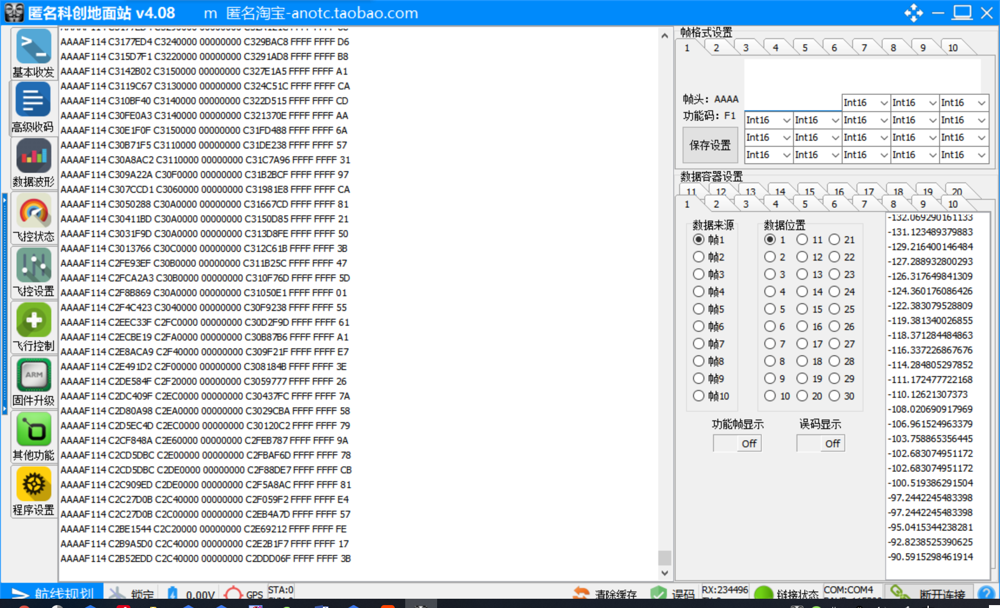 匿名科创地面站 v4.08 m 匿名淘宝-anotc.taobao.com
基本收发
高级收码
数据波形
飞控状态
飞控设置
飞行控制
ARM
固件升级
其他功能
程序设置
AAAAF114 C3177ED4 C3240000 00000000 C329BAC8 FFFF FFFF D6
AAAAF114 C315D7F1 C3220000 00000000 C3291AD8 FFFF FFFF B8
AAAAF114 C3142B02 C3150000 00000000 C327E1A5 FFFF FFFF A1
AAAAF114 C3119C67 C3130000 00000000 C324C51C FFFF FFFF CA
AAAAF114 C310BF40 C3140000 00000000 C322D515 FFFF FFFF CD
AAAAF114 C30FE0A3 C3140000 00000000 C321370E FFFF FFFF AA
AAAAF114 C30E1F0F C3150000 00000000 C31FD488 FFFF FFFF 6A
AAAAF114 C30B71F5 C3110000 00000000 C31DE238 FFFF FFFF 57
AAAAF114 C30A8AC2 C3110000 00000000 C31C7A96 FFFF FFFF 31
AAAAF114 C309A22A C30F0000 00000000 C31B2BCF FFFF FFFF 97
AAAAF114 C307CCD1 C3060000 00000000 C31981E8 FFFF FFFF CA
AAAAF114 C3050288 C30A0000 00000000 C31667CD FFFF FFFF 81
AAAAF114 C30411BD C30A0000 00000000 C3150D85 FFFF FFFF 21
AAAAF114 C3031F9D C30A0000 00000000 C313D8FE FFFF FFFF 50
AAAAF114 C3013766 C30C0000 00000000 C312C61B FFFF FFFF 3B
AAAAF114 C2FE93EF C30B0000 00000000 C311B25C FFFF FFFF 47
AAAAF114 C2FCA2A3 C30B0000 00000000 C310F76D FFFF FFFF 5D
AAAAF114 C2F8B869 C30A0000 00000000 C31050E1 FFFF FFFF 01
AAAAF114 C2F4C423 C3040000 00000000 C30F9238 FFFF FFFF 55
AAAAF114 C2EEC33F C2FC0000 00000000 C30D2F9D FFFF FFFF 61
AAAAF114 C2ECBE19 C2FA0000 00000000 C30B87B6 FFFF FFFF A1
AAAAF114 C2E8ACA9 C2F40000 00000000 C309F21F FFFF FFFF E7
AAAAF114 C2E491D2 C2F00000 00000000 C308184B FFFF FFFF 3E
AAAAF114 C2DE584F C2F20000 00000000 C3059777 FFFF FFFF 26
AAAAF114 C2DC409F C2EC0000 00000000 C30437FC FFFF FFFF 7A
AAAAF114 C2D80A98 C2EA0000 00000000 C3029CBA FFFF FFFF 58
AAAAF114 C2D5EC4D C2EC0000 00000000 C30120C2 FFFF FFFF 79
AAAAF114 C2CF848A C2E60000 00000000 C2FEB787 FFFF FFFF 9A
AAAAF114 C2CD5DBC C2E00000 00000000 C2FBAF6D FFFF FFFF 78
AAAAF114 C2CD5DBC C2DE0000 00000000 C2F88DE7 FFFF FFFF CB
AAAAF114 C2C909ED C2DE0000 00000000 C2F5A8AC FFFF FFFF 81
AAAAF114 C2C27D0B C2C40000 00000000 C2F059F2 FFFF FFFF E4
AAAAF114 C2C27D0B C2C00000 00000000 C2EB4A7D FFFF FFFF 57
AAAAF114 C2BE1544 C2C20000 00000000 C2E69212 FFFF FFFF FE
AAAAF114 C2B9A5D0 C2C40000 00000000 C2E2B1F7 FFFF FFFF 17
AAAAF114 C2B52EDD C2C40000 00000000 C2DDD06F FFFF FFFF 3B
帧格式设置
1 2 3 4 5 6 7 8 9 10
帧头: AAAA
功能码: F1
保存设置
Int16 Int16 Int16
Int16 Int16 Int16 Int16 Int16
Int16 Int16 Int16 Int16 Int16
Int16 Int16 Int16 Int16 Int16
数据容器设置
11 12 13 14 15 16 17 18 19 20
1 2 3 4 5 6 7 8 9 10
数据来源
帧1
帧2
帧3
帧4
帧5
帧6
帧7
帧8
帧9
帧10
数据位置
1 11 21
2 12 22
3 13 23
4 14 24
5 15 25
6 16 26
7 17 27
8 18 28
9 19 29
10 20 30
功能帧显示 误码显示
Off Off
-132.069290161133
-131.123489379883
-129.216400146484
-127.288932800293
-126.317649841309
-124.360176086426
-122.383079528809
-119.381340026855
-118.371284484863
-116.337226867676
-114.284805297852
-111.172477722168
-110.12621307373
-108.020690917969
-106.961524963379
-103.758865356445
-102.683074951172
-102.683074951172
-100.519386291504
-97.2442245483398
-97.2442245483398
-95.0415344238281
-92.8238525390625
-90.5915298461914
航线规划 锁定 0.00V GPS STA:0 清除缓存 误码 RX:234496 链接状态 COM:COM4 断开连接